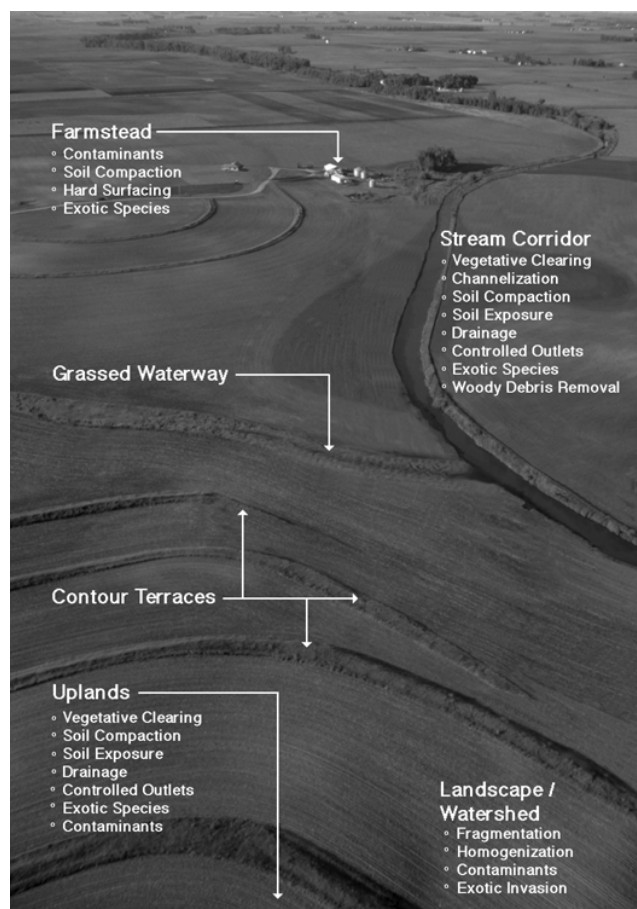 Farmstead
◦ Contaminants
◦ Soil Compaction
◦ Hard Surfacing
◦ Exotic Species
Stream Corridor
◦ Vegetative Clearing
◦ Channelization
◦ Soil Compaction
◦ Soil Exposure
◦ Drainage
◦ Controlled Outlets
◦ Exotic Species
◦ Woody Debris Removal
Grassed Waterway
Contour Terraces
Uplands
◦ Vegetative Clearing
◦ Soil Compaction
◦ Soil Exposure
◦ Drainage
◦ Controlled Outlets
◦ Exotic Species
◦ Contaminants
Landscape /
Watershed
◦ Fragmentation
◦ Homogenization
◦ Contaminants
◦ Exotic Invasion